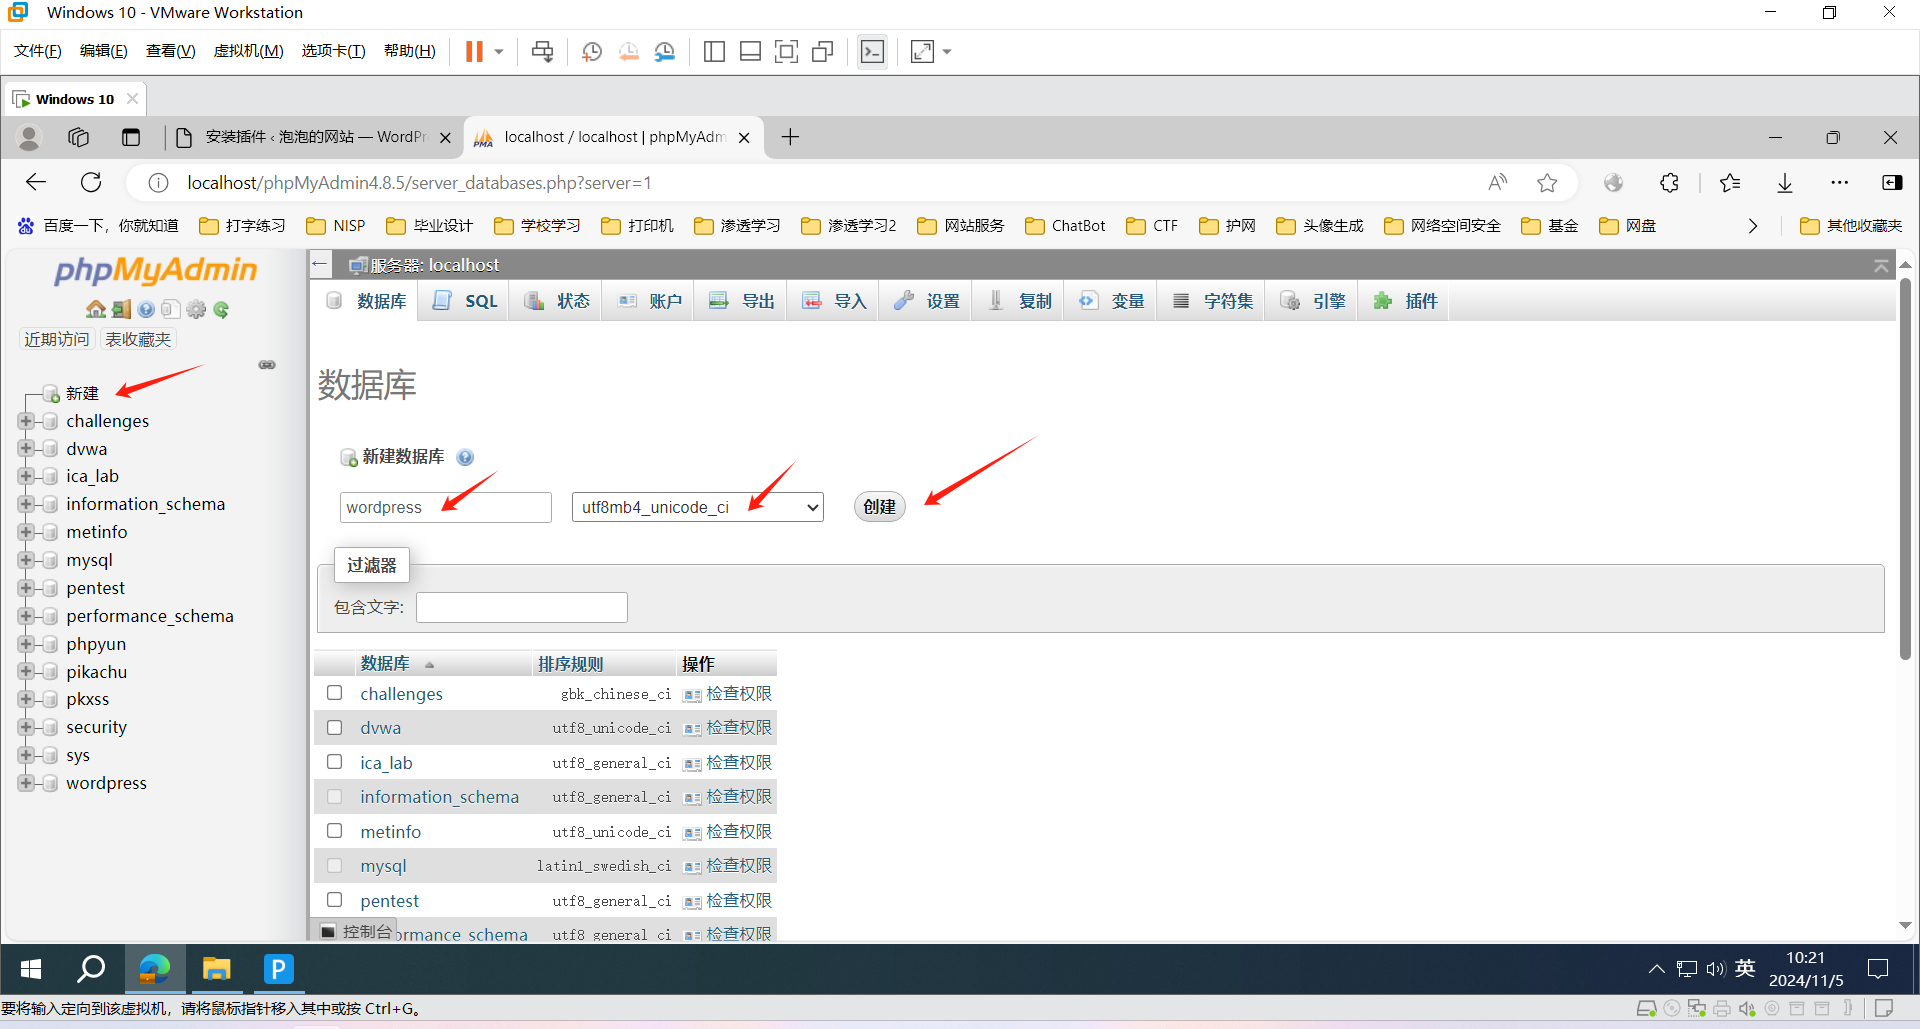 Windows 10 - VMware Workstation
文件(F) 编辑(E) 查看(V) 虚拟机(M) 选项卡(T) 帮助(H)
Windows 10
安装插件 ‹ 泡泡的网站 — WordPr
localhost / localhost | phpMyAdm
localhost/phpMyAdmin4.8.5/server_databases.php?server=1
百度一下，你就知道 打字练习 NISP 毕业设计 学校学习 打印机 渗透学习 渗透学习2 网站服务 ChatBot CTF 护网 头像生成 网络空间安全 基金 网盘 其他收藏夹
phpMyAdmin
近期访问 表收藏夹
新建
challenges
dvwa
ica_lab
information_schema
metinfo
mysql
pentest
performance_schema
phpyun
pikachu
pkxss
security
sys
wordpress
服务器: localhost
数据库 SQL 状态 账户 导出 导入 设置 复制 变量 字符集 引擎 插件
数据库
新建数据库
wordpress utf8mb4_unicode_ci 创建
过滤器
包含文字:
数据库 排序规则 操作
challenges gbk_chinese_ci 检查权限
dvwa utf8_unicode_ci 检查权限
ica_lab utf8_general_ci 检查权限
information_schema utf8_general_ci 检查权限
metinfo utf8_unicode_ci 检查权限
mysql latin1_swedish_ci 检查权限
pentest utf8_general_ci 检查权限
控制台 ormance_schema utf8_general_ci 检查权限
英 10:21
2024/11/5
要将输入定向到该虚拟机，请将鼠标指针移入其中或按 Ctrl+G。